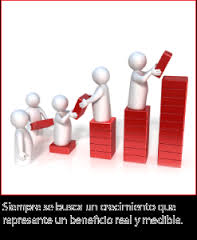 Siempre se busca un crecimiento que
represente un beneficio real y medible.